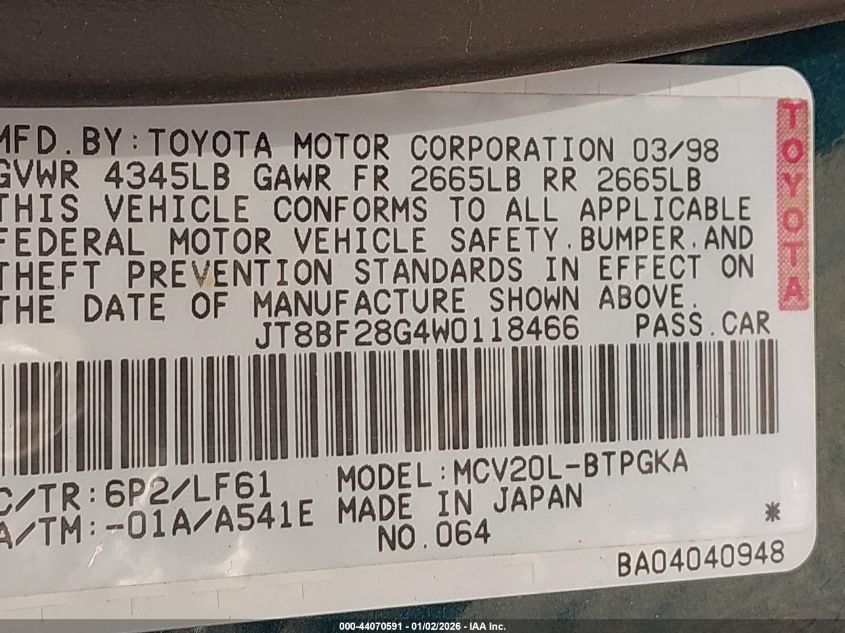 MFD.BY:TOYOTA MOTOR CORPORATION 03/98
GVWR 4345LB GAWR FR 2665LB RR 2665LB
THIS VEHICLE CONFORMS TO ALL APPLICABLE
FEDERAL MOTOR VEHICLE SAFETY,BUMPER,AND
THEFT PREVENTION STANDARDS IN EFFECT ON
THE DATE OF MANUFACTURE SHOWN ABOVE.
JT8BF28G4W0118466 PASS.CAR
TOYOTA
C/TR:6P2/LF61 MODEL:MCV20L-BTPGKA
A/TM:-01A/A541E MADE IN JAPAN
NO.064 *
BA04040948
000-44070591 - 01/02/2026 - IAA Inc.